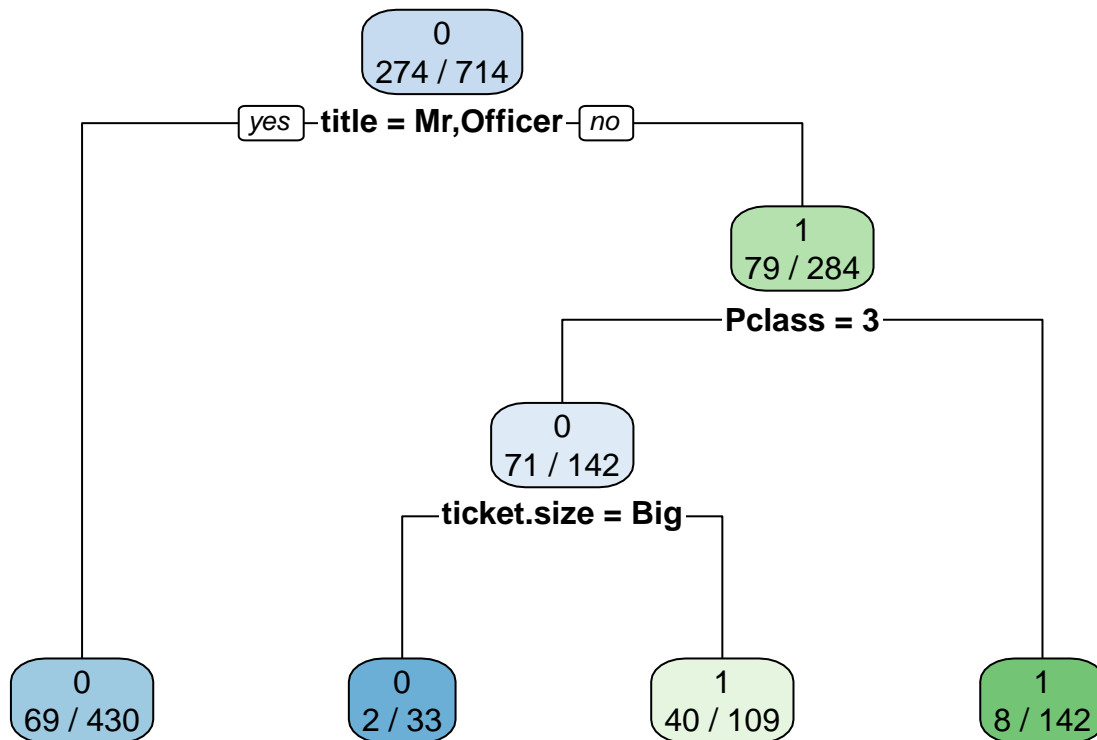 0
274 / 714
yes title = Mr,Officer no
1
79 / 284
Pclass = 3
0
71 / 142
ticket.size = Big
0
69 / 430
0
2 / 33
1
40 / 109
1
8 / 142